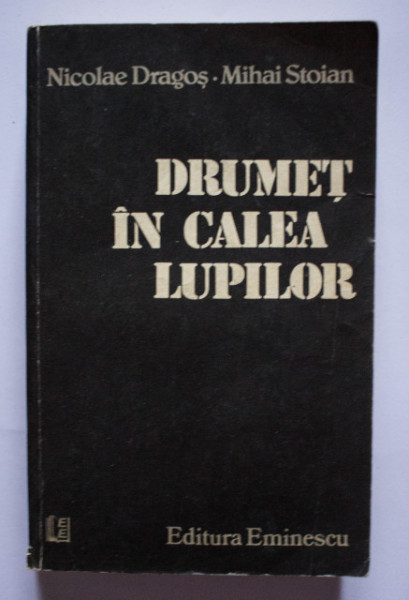 Nicolae Dragoș · Mihai Stoian
DRUMEȚ
ÎN CALEA
LUPILOR
Editura Eminescu